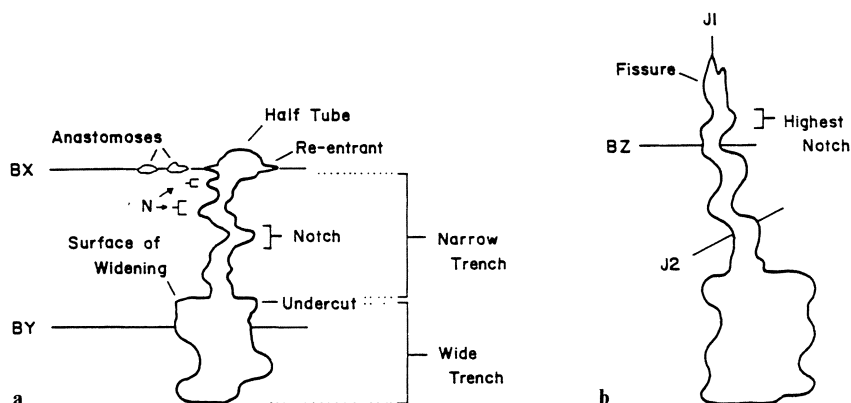 Half Tube
Anastomoses
Re-entrant
BX
N
Notch
Narrow
Trench
Surface of
Widening
Undercut
BY
Wide
Trench
a
J1
Fissure
Highest
Notch
BZ
J2
b